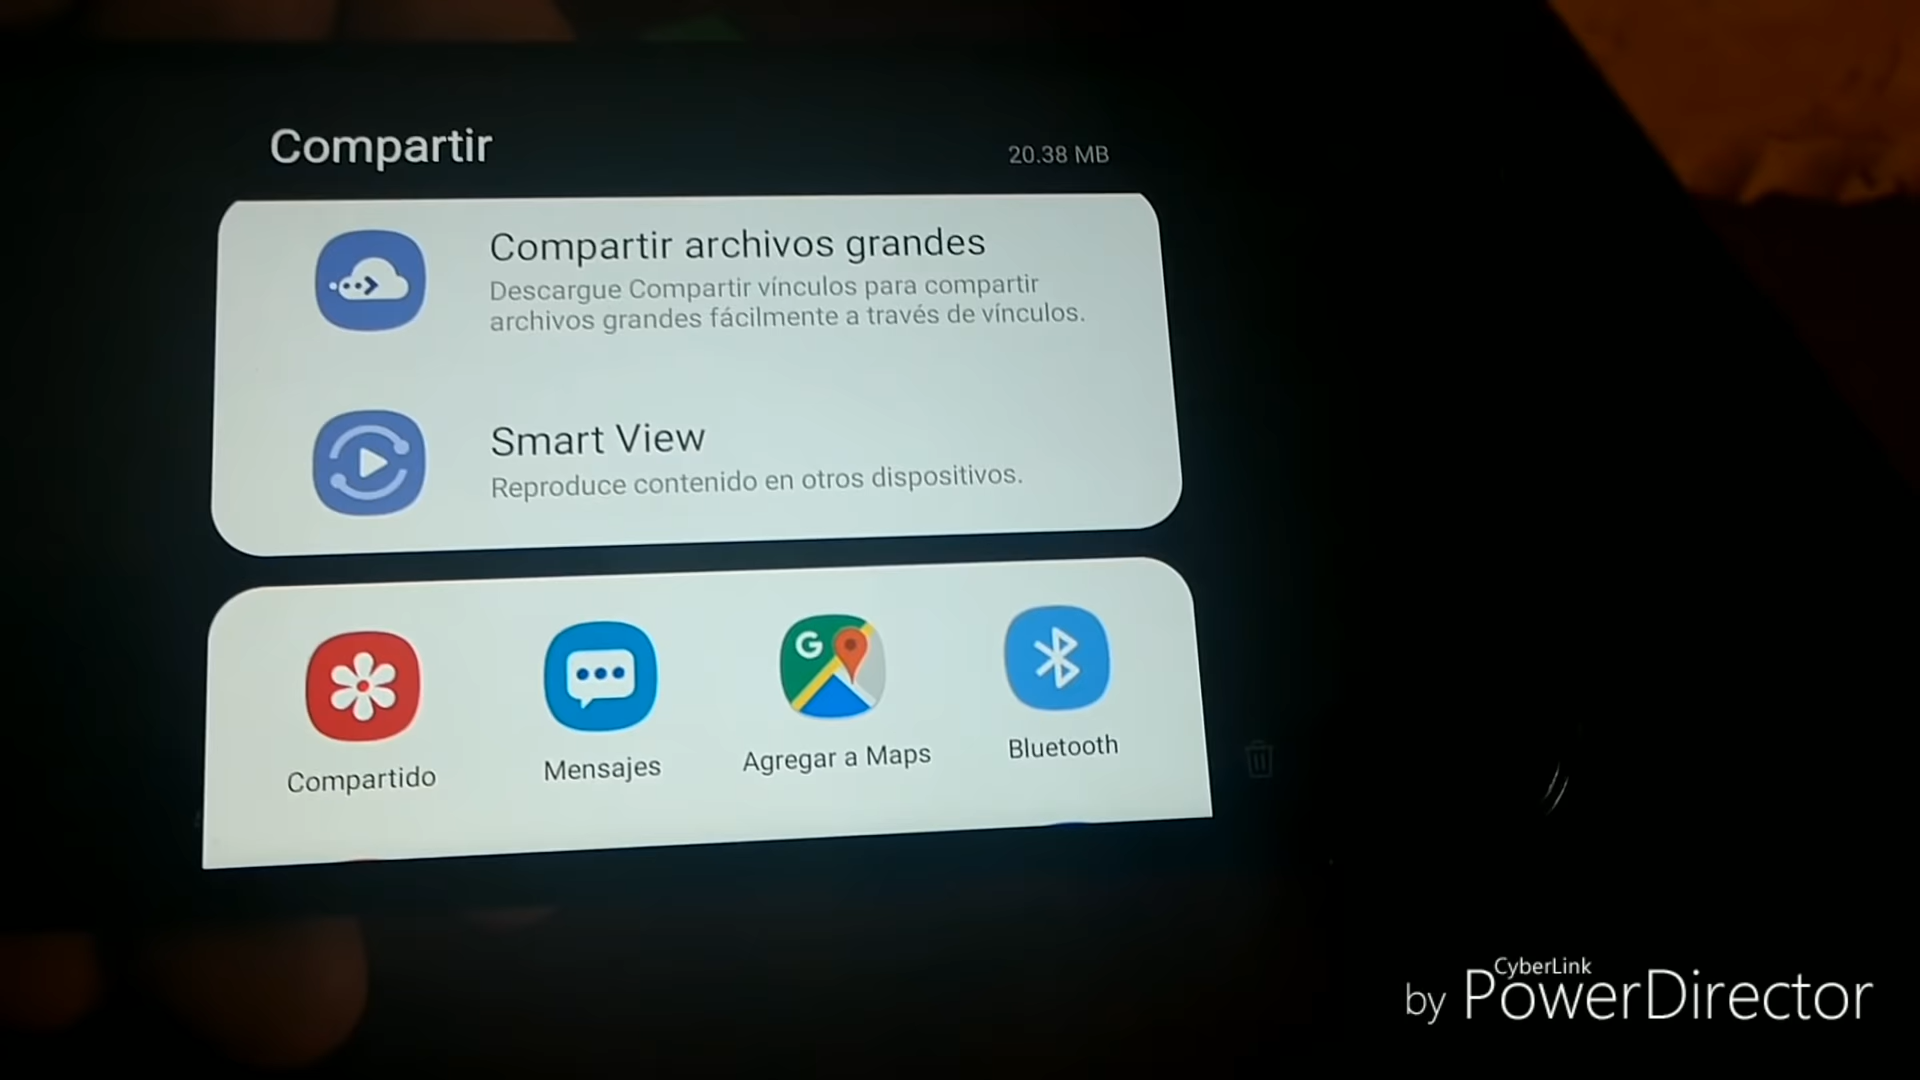 Compartir
20.38 MB
Compartir archivos grandes
Descargue Compartir vínculos para compartir
archivos grandes fácilmente a través de vínculos.
Smart View
Reproduce contenido en otros dispositivos.
G
Compartido
Mensajes
Agregar a Maps
Bluetooth
CyberLink
by PowerDirector